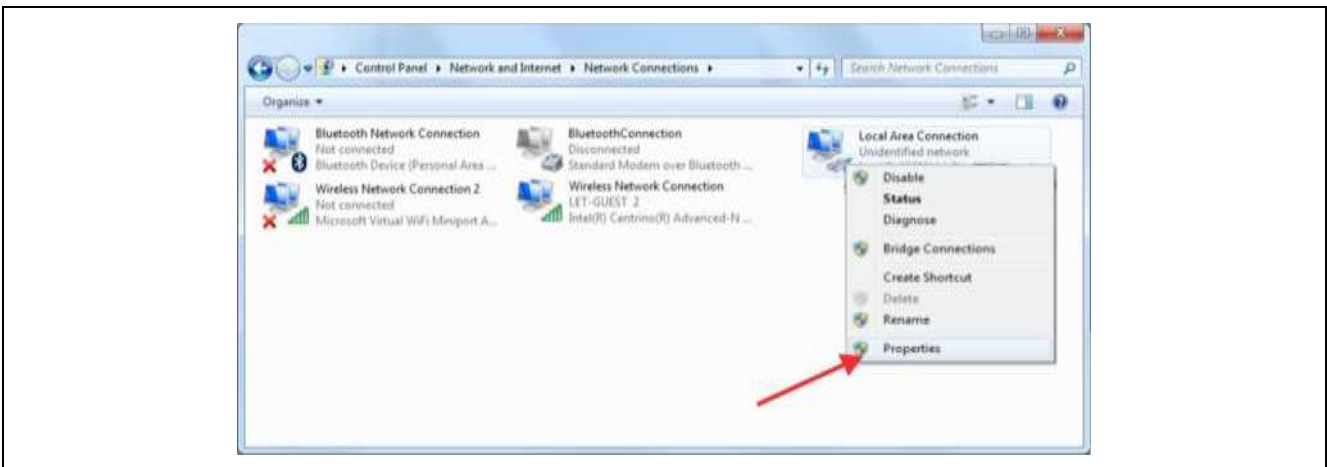 Control Panel ▸ Network and Internet ▸ Network Connections ▸
Search Network Connections
Organize
Bluetooth Network Connection
Not connected
Bluetooth Device (Personal Area ...
BluetoothConnection
Disconnected
Standard Modem over Bluetooth ...
Local Area Connection
Unidentified network
Wireless Network Connection 2
Not connected
Microsoft Virtual WiFi Miniport A...
Wireless Network Connection
LET-GUEST 2
Intel(R) Centrino(R) Advanced-N ...
Disable
Status
Diagnose
Bridge Connections
Create Shortcut
Delete
Rename
Properties